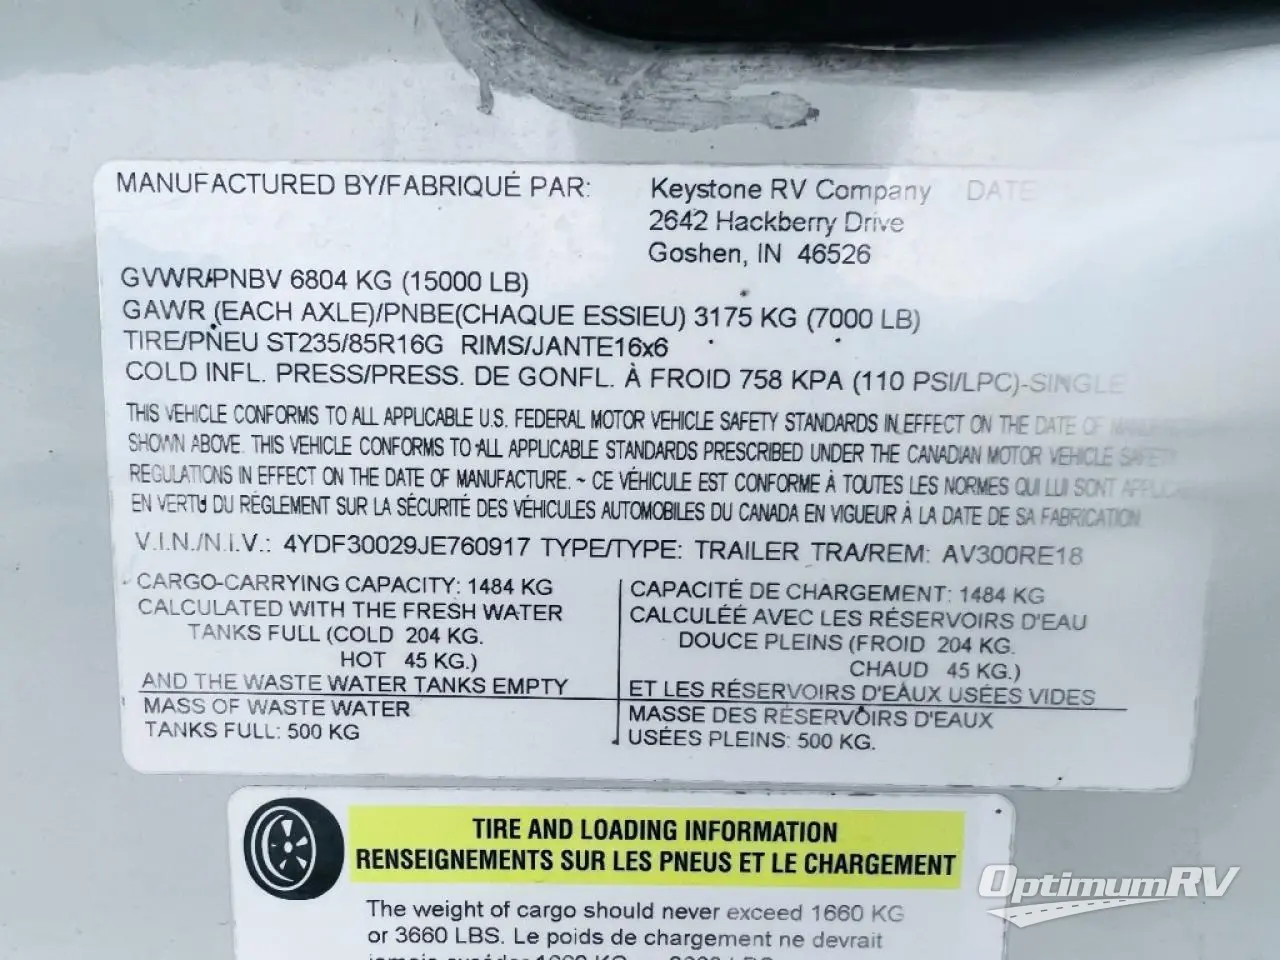 MANUFACTURED BY/FABRIQUÉ PAR: Keystone RV Company DATE
2642 Hackberry Drive
Goshen, IN 46526
GVWR/PNBV 6804 KG (15000 LB)
GAWR (EACH AXLE)/PNBE(CHAQUE ESSIEU) 3175 KG (7000 LB)
TIRE/PNEU ST235/85R16G RIMS/JANTE16x6
COLD INFL. PRESS/PRESS. DE GONFL. À FROID 758 KPA (110 PSI/LPC)-SINGLE
THIS VEHICLE CONFORMS TO ALL APPLICABLE U.S. FEDERAL MOTOR VEHICLE SAFETY STANDARDS IN EFFECT ON THE DATE OF
SHOWN ABOVE. THIS VEHICLE CONFORMS TO ALL APPLICABLE STANDARDS PRESCRIBED UNDER THE CANADIAN MOTOR VEHICLE SAFETY
REGULATIONS IN EFFECT ON THE DATE OF MANUFACTURE. ~ CE VÉHICULE EST CONFORME À TOUTES LES NORMES QUI LUI SONT
EN VERTU DU RÉGLEMENT SUR LA SÉCURITÉ DES VÉHICULES AUTOMOBILES DU CANADA EN VIGUEUR À LA DATE DE SA FABRICATION
V.I.N./N.I.V.: 4YDF30029JE760917 TYPE/TYPE: TRAILER TRA/REM: AV300RE18
CARGO-CARRYING CAPACITY: 1484 KG
CALCULATED WITH THE FRESH WATER
TANKS FULL (COLD 204 KG.
HOT 45 KG.)
AND THE WASTE WATER TANKS EMPTY
MASS OF WASTE WATER
TANKS FULL: 500 KG
CAPACITÉ DE CHARGEMENT: 1484 KG
CALCULÉÉ AVEC LES RÉSERVOIRS D'EAU
DOUCE PLEINS (FROID 204 KG.
CHAUD 45 KG.)
ET LES RÉSERVOIRS D'EAUX USÉES VIDES
MASSE DES RÉSERVOIRS D'EAUX
USÉES PLEINS: 500 KG.
TIRE AND LOADING INFORMATION
RENSEIGNEMENTS SUR LES PNEUS ET LE CHARGEMENT
The weight of cargo should never exceed 1660 KG
or 3660 LBS. Le poids de chargement ne devrait
OptimumRV